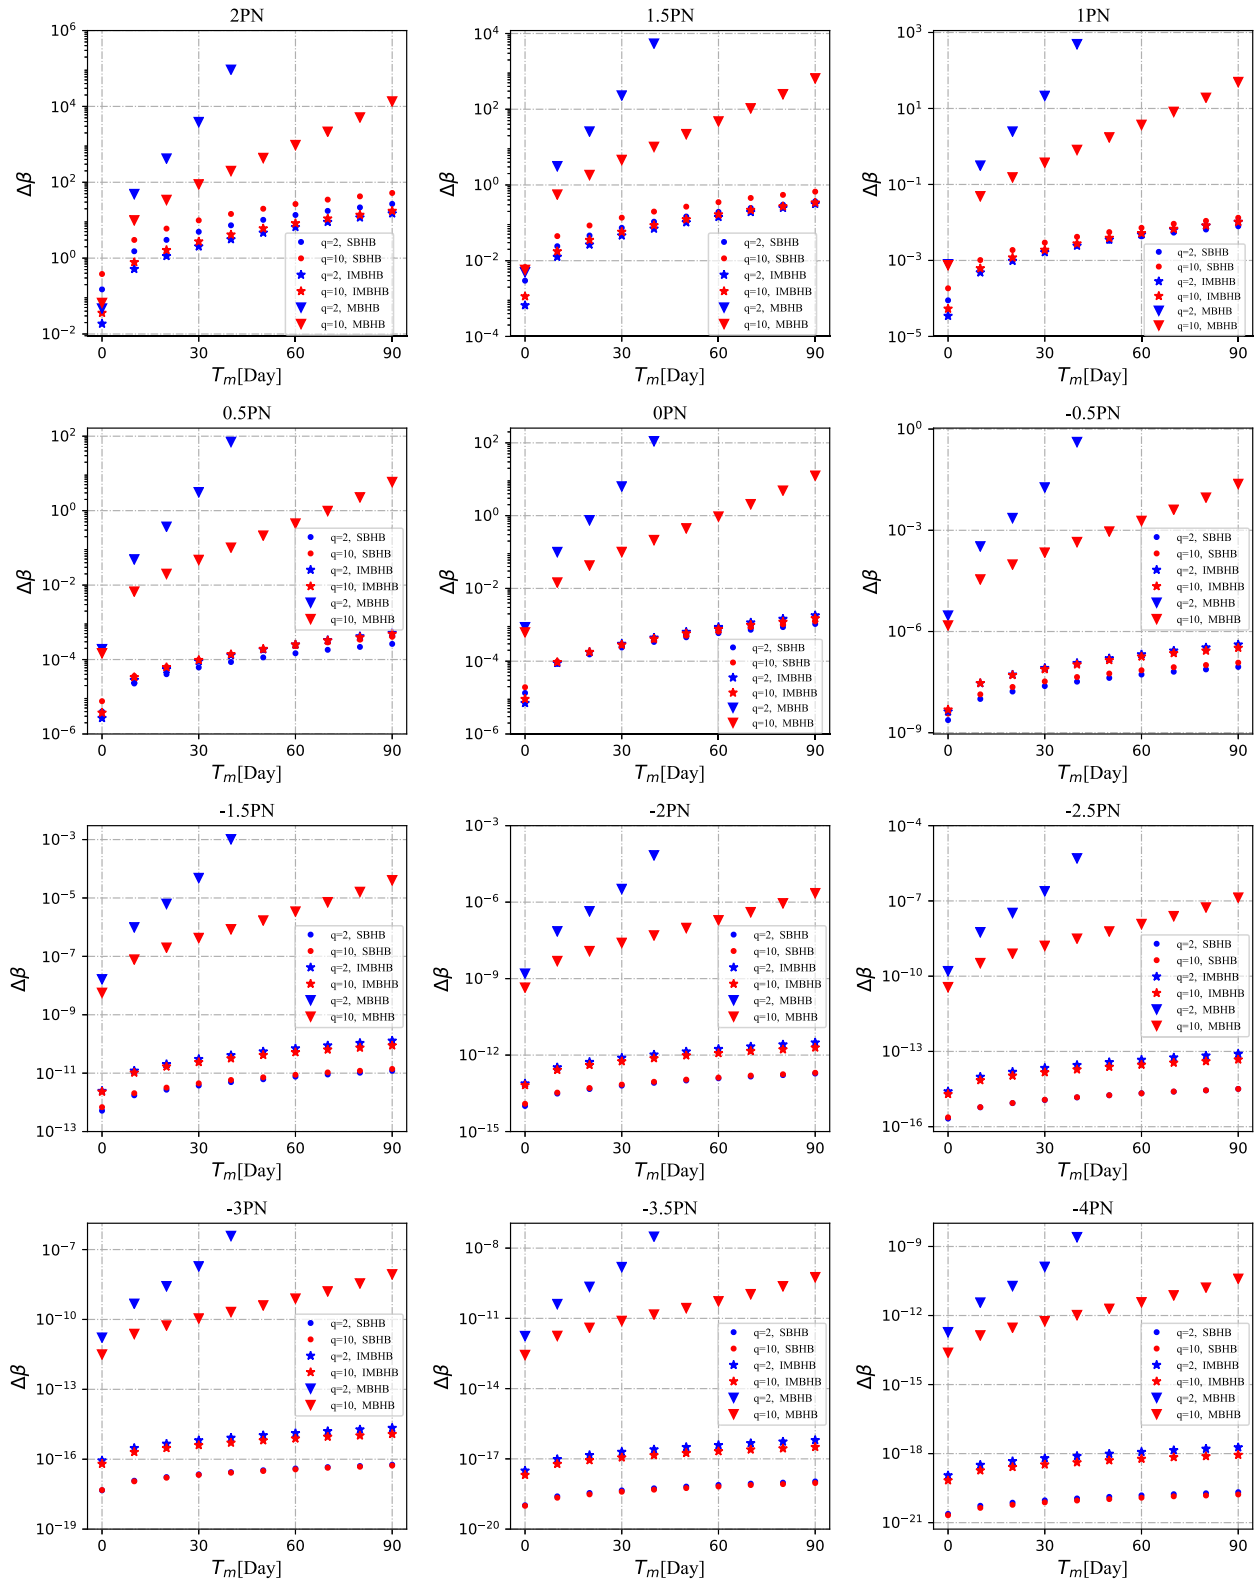 2PN
10^6
10^4
10^2
10^0
10^-2
Δβ
q=2, SBHB
q=10, SBHB
q=2, IMBHB
q=10, IMBHB
q=2, MBHB
q=10, MBHB
0 30 60 90
T_m[Day]
1.5PN
10^4
10^2
10^0
10^-2
10^-4
Δβ
q=2, SBHB
q=10, SBHB
q=2, IMBHB
q=10, IMBHB
q=2, MBHB
q=10, MBHB
0 30 60 90
T_m[Day]
1PN
10^3
10^1
10^-1
10^-3
10^-5
Δβ
q=2, SBHB
q=10, SBHB
q=2, IMBHB
q=10, IMBHB
q=2, MBHB
q=10, MBHB
0 30 60 90
T_m[Day]
0.5PN
10^2
10^0
10^-2
10^-4
10^-6
Δβ
q=2, SBHB
q=10, SBHB
q=2, IMBHB
q=10, IMBHB
q=2, MBHB
q=10, MBHB
0 30 60 90
T_m[Day]
0PN
10^2
10^0
10^-2
10^-4
10^-6
Δβ
q=2, SBHB
q=10, SBHB
q=2, IMBHB
q=10, IMBHB
q=2, MBHB
q=10, MBHB
0 30 60 90
T_m[Day]
-0.5PN
10^0
10^-3
10^-6
10^-9
Δβ
q=2, SBHB
q=10, SBHB
q=2, IMBHB
q=10, IMBHB
q=2, MBHB
q=10, MBHB
0 30 60 90
T_m[Day]
-1.5PN
10^-3
10^-5
10^-7
10^-9
10^-11
10^-13
Δβ
q=2, SBHB
q=10, SBHB
q=2, IMBHB
q=10, IMBHB
q=2, MBHB
q=10, MBHB
0 30 60 90
T_m[Day]
-2PN
10^-3
10^-6
10^-9
10^-12
10^-15
Δβ
q=2, SBHB
q=10, SBHB
q=2, IMBHB
q=10, IMBHB
q=2, MBHB
q=10, MBHB
0 30 60 90
T_m[Day]
-2.5PN
10^-4
10^-7
10^-10
10^-13
10^-16
Δβ
q=2, SBHB
q=10, SBHB
q=2, IMBHB
q=10, IMBHB
q=2, MBHB
q=10, MBHB
0 30 60 90
T_m[Day]
-3PN
10^-7
10^-10
10^-13
10^-16
10^-19
Δβ
q=2, SBHB
q=10, SBHB
q=2, IMBHB
q=10, IMBHB
q=2, MBHB
q=10, MBHB
0 30 60 90
T_m[Day]
-3.5PN
10^-8
10^-11
10^-14
10^-17
10^-20
Δβ
q=2, SBHB
q=10, SBHB
q=2, IMBHB
q=10, IMBHB
q=2, MBHB
q=10, MBHB
0 30 60 90
T_m[Day]
-4PN
10^-9
10^-12
10^-15
10^-18
10^-21
Δβ
q=2, SBHB
q=10, SBHB
q=2, IMBHB
q=10, IMBHB
q=2, MBHB
q=10, MBHB
0 30 60 90
T_m[Day]